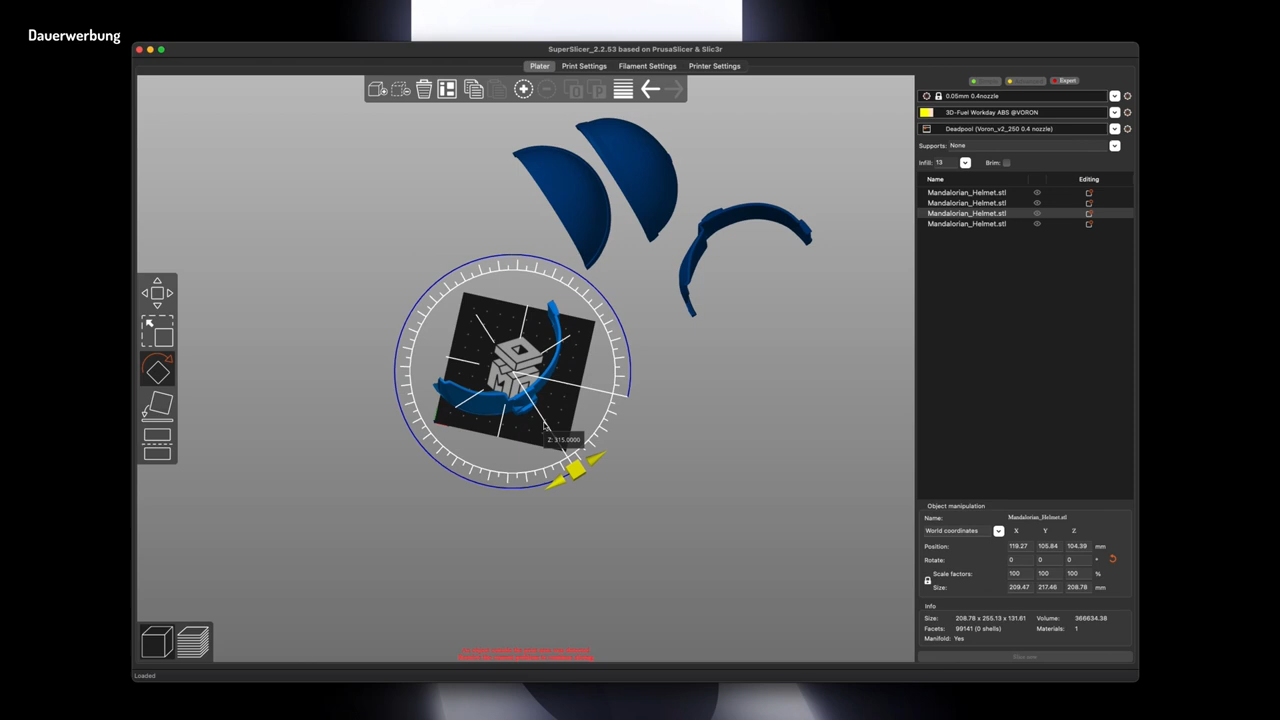 Dauerwerbung
SuperSlicer_2.2.53 based on PrusaSlicer & Slic3r
Plater Print Settings Filament Settings Printer Settings
Expert
0.05mm 0.4nozzle
3D-Fuel Workday ABS @VORON
Deadpool (Voron_v2_250 0.4 nozzle)
Supports: None
Infill: 13 Brim:
Name Editing
Mandalorian_Helmet.stl
Mandalorian_Helmet.stl
Mandalorian_Helmet.stl
Mandalorian_Helmet.stl
Z: 315.0000
Object manipulation
Name: Mandalorian_Helmet.stl
World coordinates X Y Z
Position: 119.27 105.84 104.39 mm
Rotate: 0 0 0 °
Scale factors: 100 100 100 %
Size: 209.47 217.46 208.78 mm
Info
Size: 208.78 x 255.13 x 131.61 Volume: 366634.38
Facets: 99141 (0 shells) Materials: 1
Manifold: Yes
Loaded